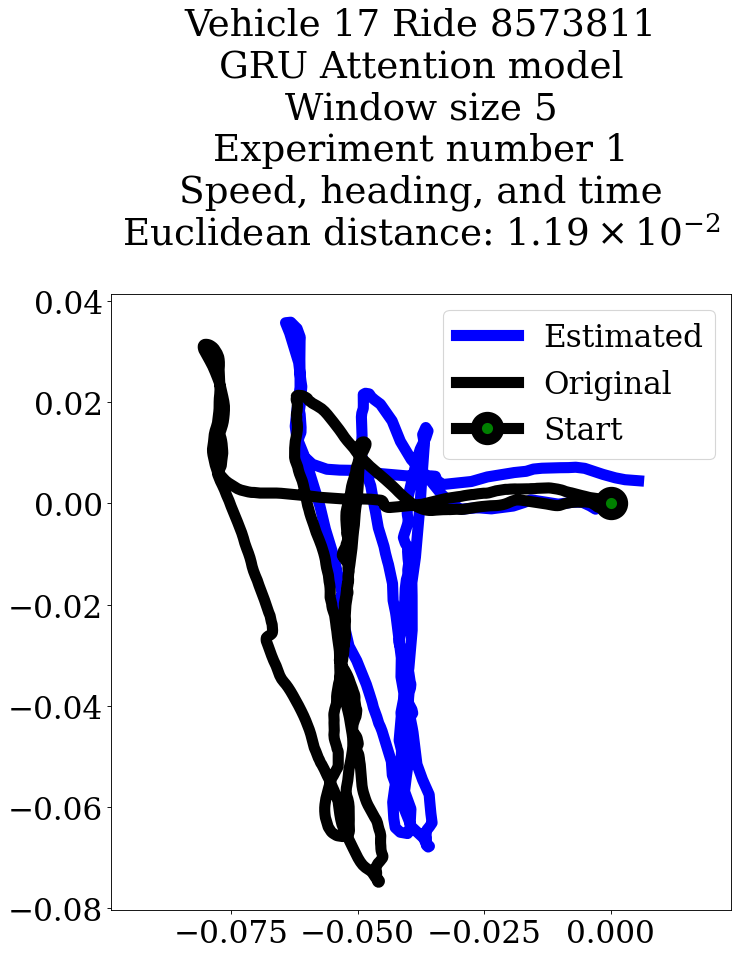 Vehicle 17 Ride 8573811
GRU Attention model
Window size 5
Experiment number 1
Speed, heading, and time
Euclidean distance: 1.19 × 10⁻²
0.04
Estimated
Original
Start
0.02
0.00
−0.02
−0.04
−0.06
−0.08
−0.075 −0.050 −0.025 0.000